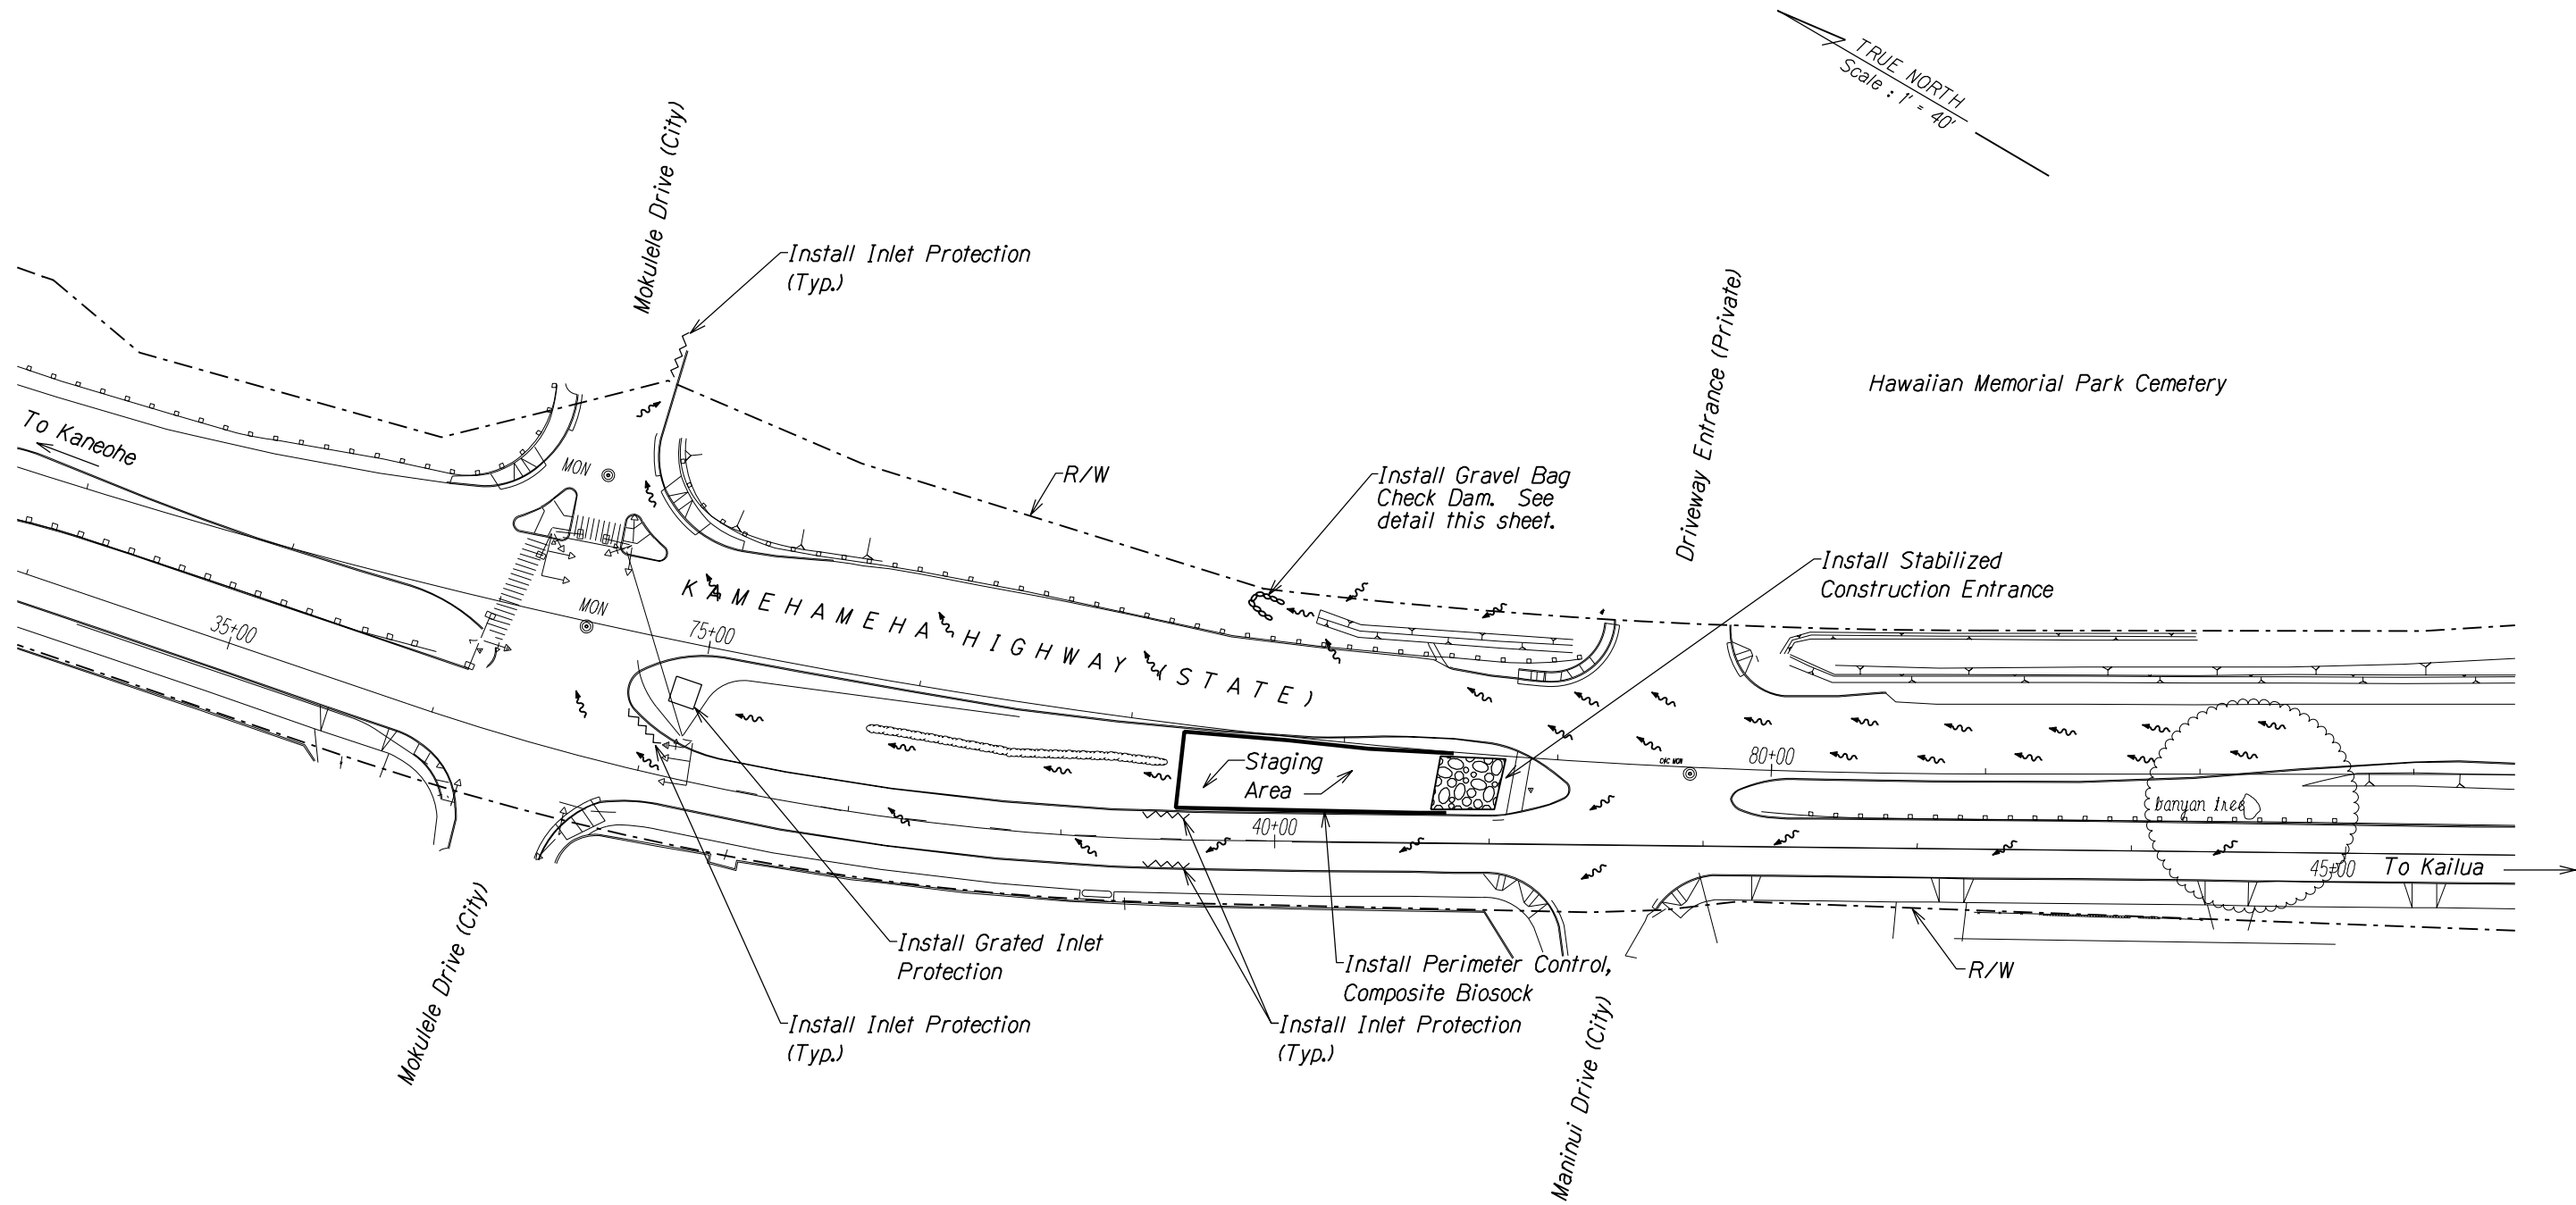 TRUE NORTH
Scale : 1" = 40'
Mokulele Drive (City)
Install Inlet Protection
(Typ.)
Driveway Entrance (Private)
Hawaiian Memorial Park Cemetery
To Kaneohe
MON
R/W
Install Gravel Bag
Check Dam. See
detail this sheet.
Install Stabilized
Construction Entrance
MON
KAMEHAMEHA HIGHWAY (STATE)
35+00
75+00
Staging
Area
C&C MON
80+00
banyan tree
40+00
45+00
To Kailua
Mokulele Drive (City)
Install Grated Inlet
Protection
Install Perimeter Control,
Composite Biosock
R/W
Install Inlet Protection
(Typ.)
Install Inlet Protection
(Typ.)
Maninui Drive (City)